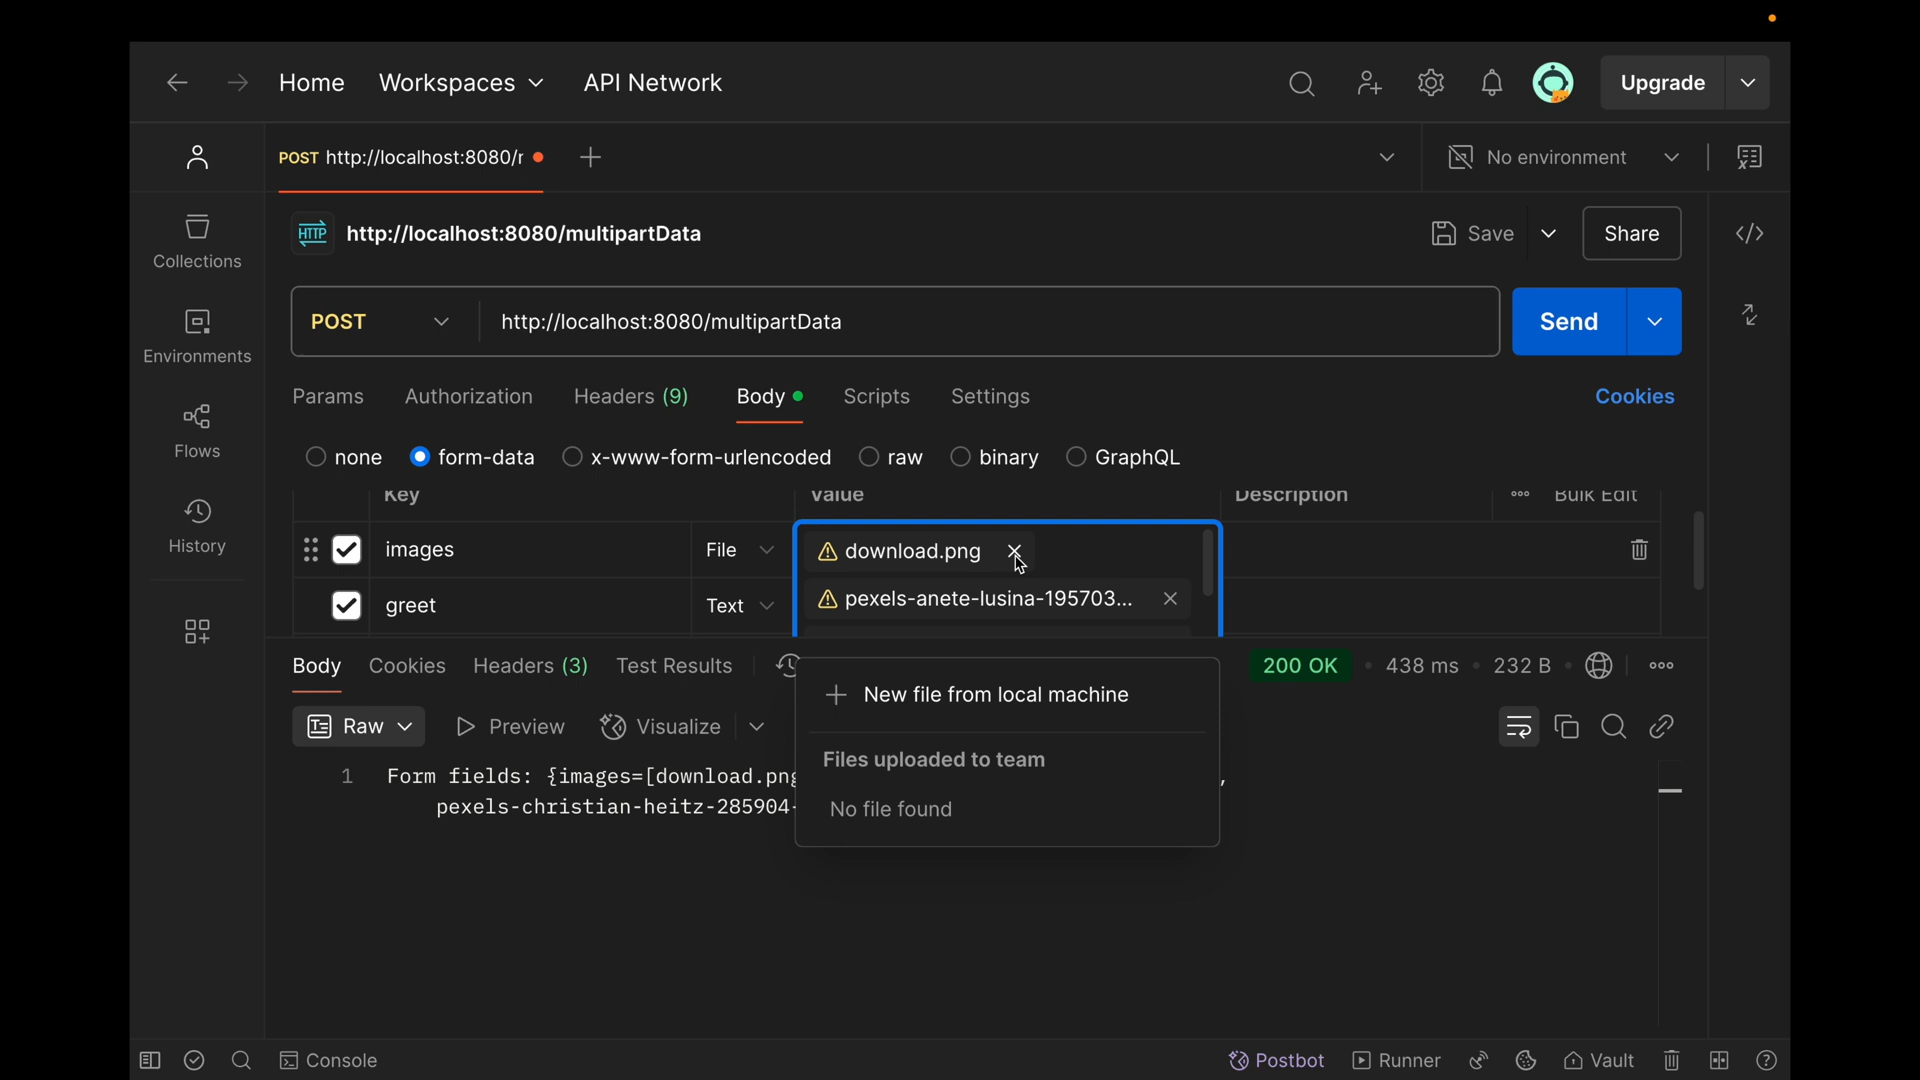 Home Workspaces API Network Upgrade
POST http://localhost:8080/r No environment
HTTP http://localhost:8080/multipartData Save Share
POST http://localhost:8080/multipartData Send
Params Authorization Headers (9) Body Scripts Settings Cookies
none form-data x-www-form-urlencoded raw binary GraphQL
Key Value Description Bulk Edit
images File download.png
pexels-anete-lusina-195703...
greet Text
Collections
Environments
Flows
History
Body Cookies Headers (3) Test Results 200 OK 438 ms 232 B
New file from local machine
Raw Preview Visualize
Files uploaded to team
No file found
1 Form fields: {images=[download.png ,
pexels-christian-heitz-285904-
Console Postbot Runner Vault